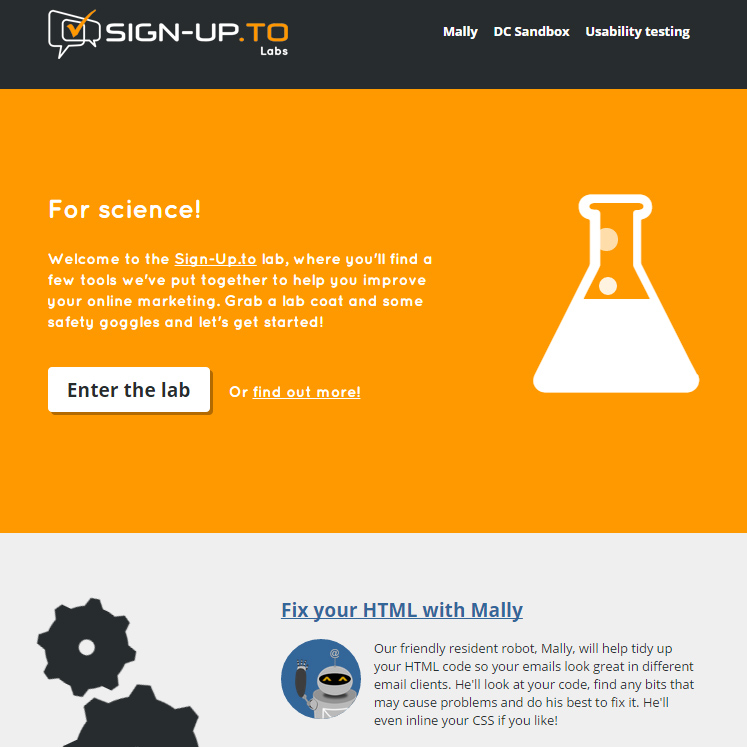 SIGN-UP.TO
Labs
Mally DC Sandbox Usability testing
For science!
Welcome to the Sign-Up.to lab, where you'll find a
few tools we've put together to help you improve
your online marketing. Grab a lab coat and some
safety goggles and let's get started!
Enter the lab Or find out more!
Fix your HTML with Mally
@
Our friendly resident robot, Mally, will help tidy up
your HTML code so your emails look great in different
email clients. He'll look at your code, find any bits that
may cause problems and do his best to fix it. He'll
even inline your CSS if you like!